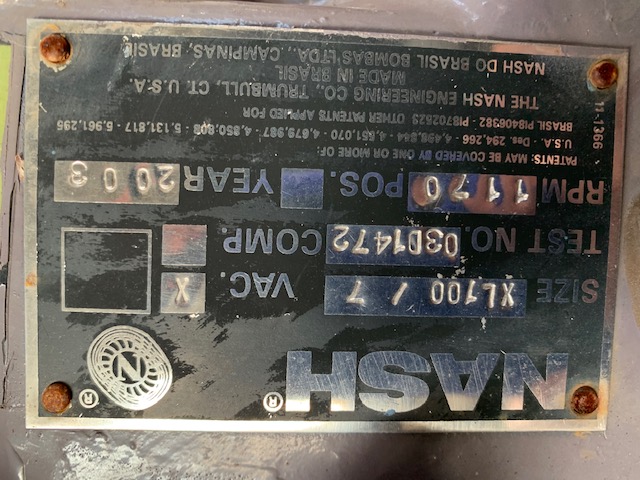 NASH®
®
N
SIZE XL100 / 7 VAC. X
TEST NO. 03D1472 COMP.
RPM 1170 POS. YEAR 2003
PATENTS: MAY BE COVERED BY ONE OR MORE OF:
U.S.A. Des. 294,266 - 4,498,844 - 4,551,070 - 4,679,987 - 4,850,808 - 5,131,817 - 5,961,295
BRASIL PI8406382 - PI8702825 OTHER PATENTS APPLIED FOR
THE NASH ENGINEERING CO., TRUMBULL, CT. U.S.A.
MADE IN BRASIL
NASH DO BRASIL BOMBAS LTDA., CAMPINAS, BRASIL
11-1366